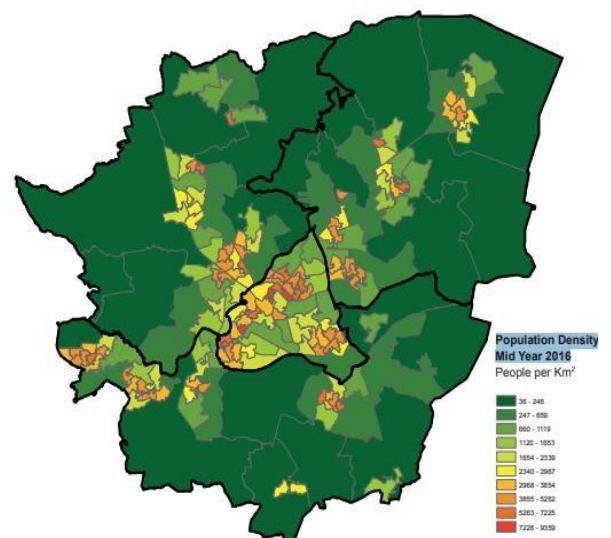 Population Density
Mid Year 2016
People per Km²
36 - 246
247 - 659
660 - 1119
1120 - 1653
1654 - 2339
2340 - 2967
2968 - 3854
3855 - 5262
5263 - 7225
7226 - 9359